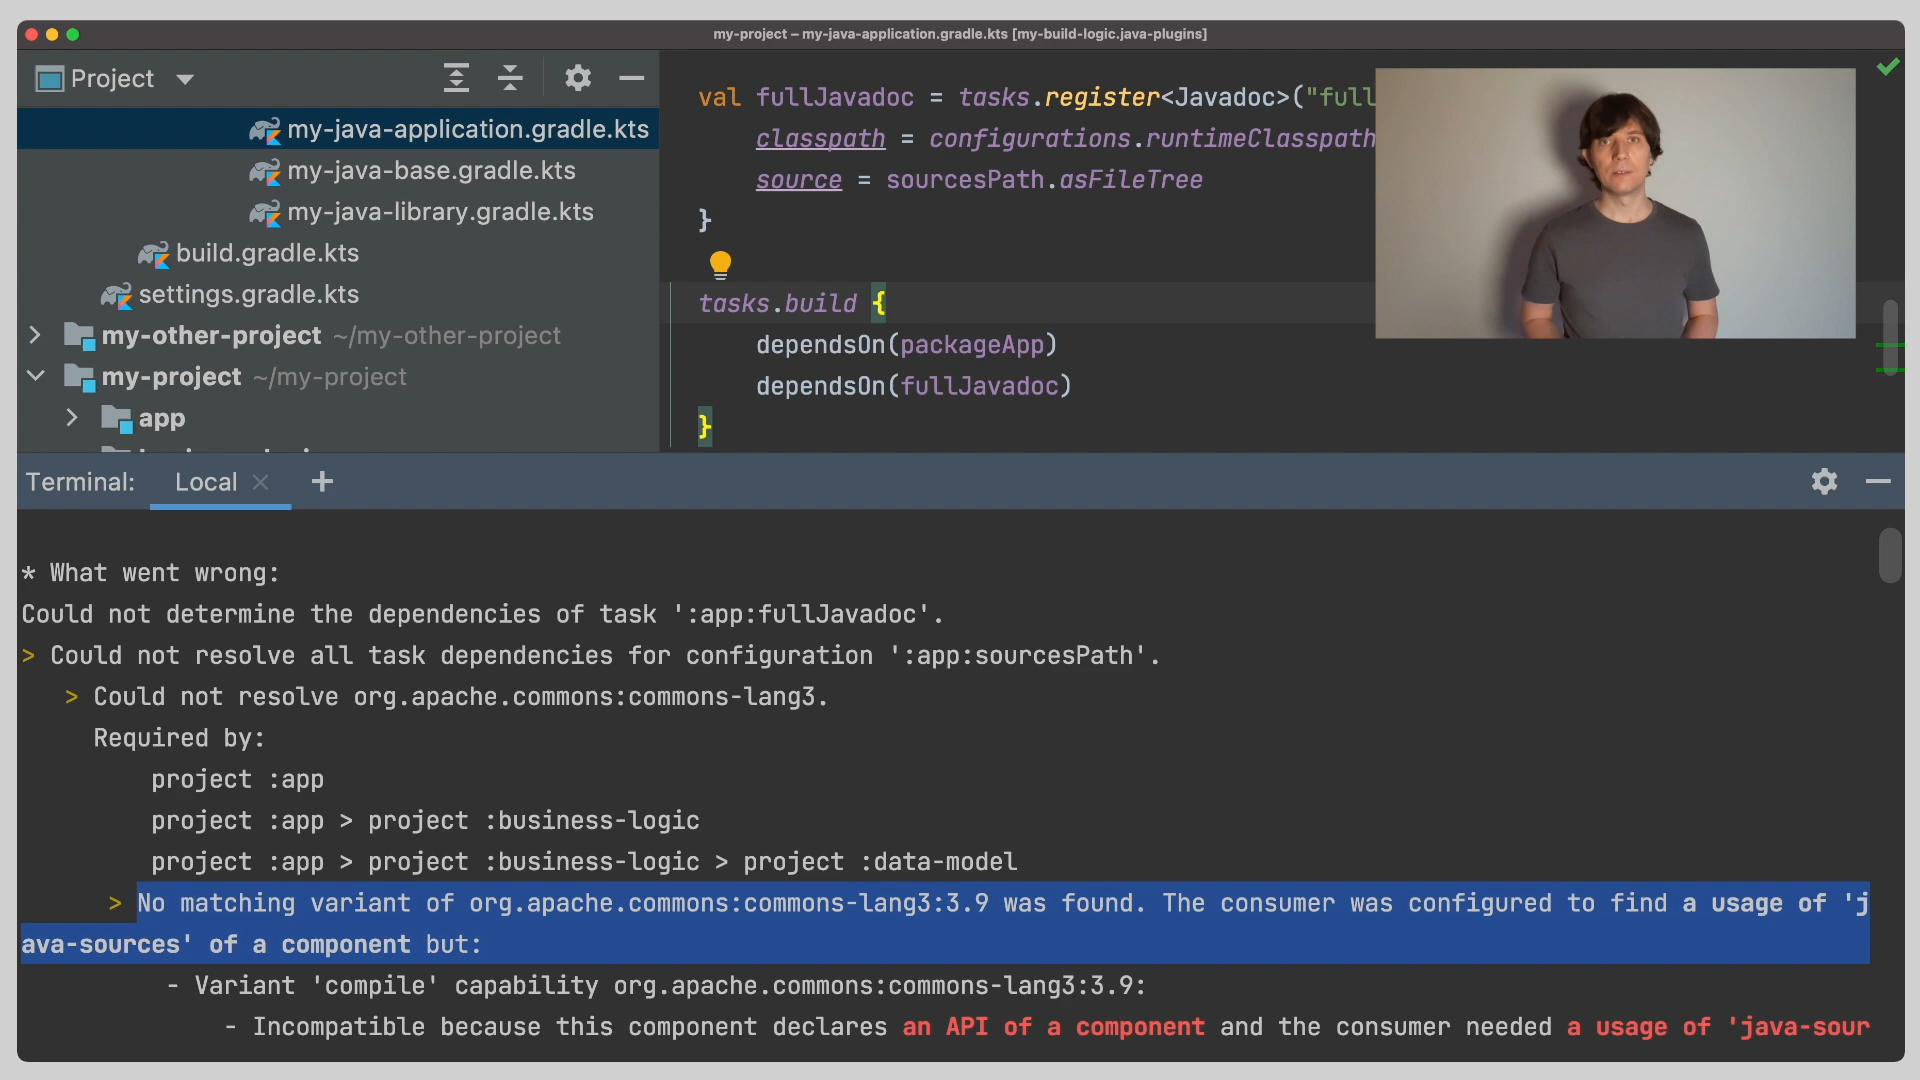 my-project – my-java-application.gradle.kts [my-build-logic.java-plugins]
Project
my-java-application.gradle.kts
my-java-base.gradle.kts
my-java-library.gradle.kts
build.gradle.kts
settings.gradle.kts
my-other-project ~/my-other-project
my-project ~/my-project
app
val fullJavadoc = tasks.register<Javadoc>("full
classpath = configurations.runtimeClasspath
source = sourcesPath.asFileTree
}
tasks.build {
dependsOn(packageApp)
dependsOn(fullJavadoc)
}
Terminal: Local × +
* What went wrong:
Could not determine the dependencies of task ':app:fullJavadoc'.
> Could not resolve all task dependencies for configuration ':app:sourcesPath'.
> Could not resolve org.apache.commons:commons-lang3.
Required by:
project :app
project :app > project :business-logic
project :app > project :business-logic > project :data-model
> No matching variant of org.apache.commons:commons-lang3:3.9 was found. The consumer was configured to find a usage of 'j
ava-sources' of a component but:
- Variant 'compile' capability org.apache.commons:commons-lang3:3.9:
- Incompatible because this component declares an API of a component and the consumer needed a usage of 'java-sour